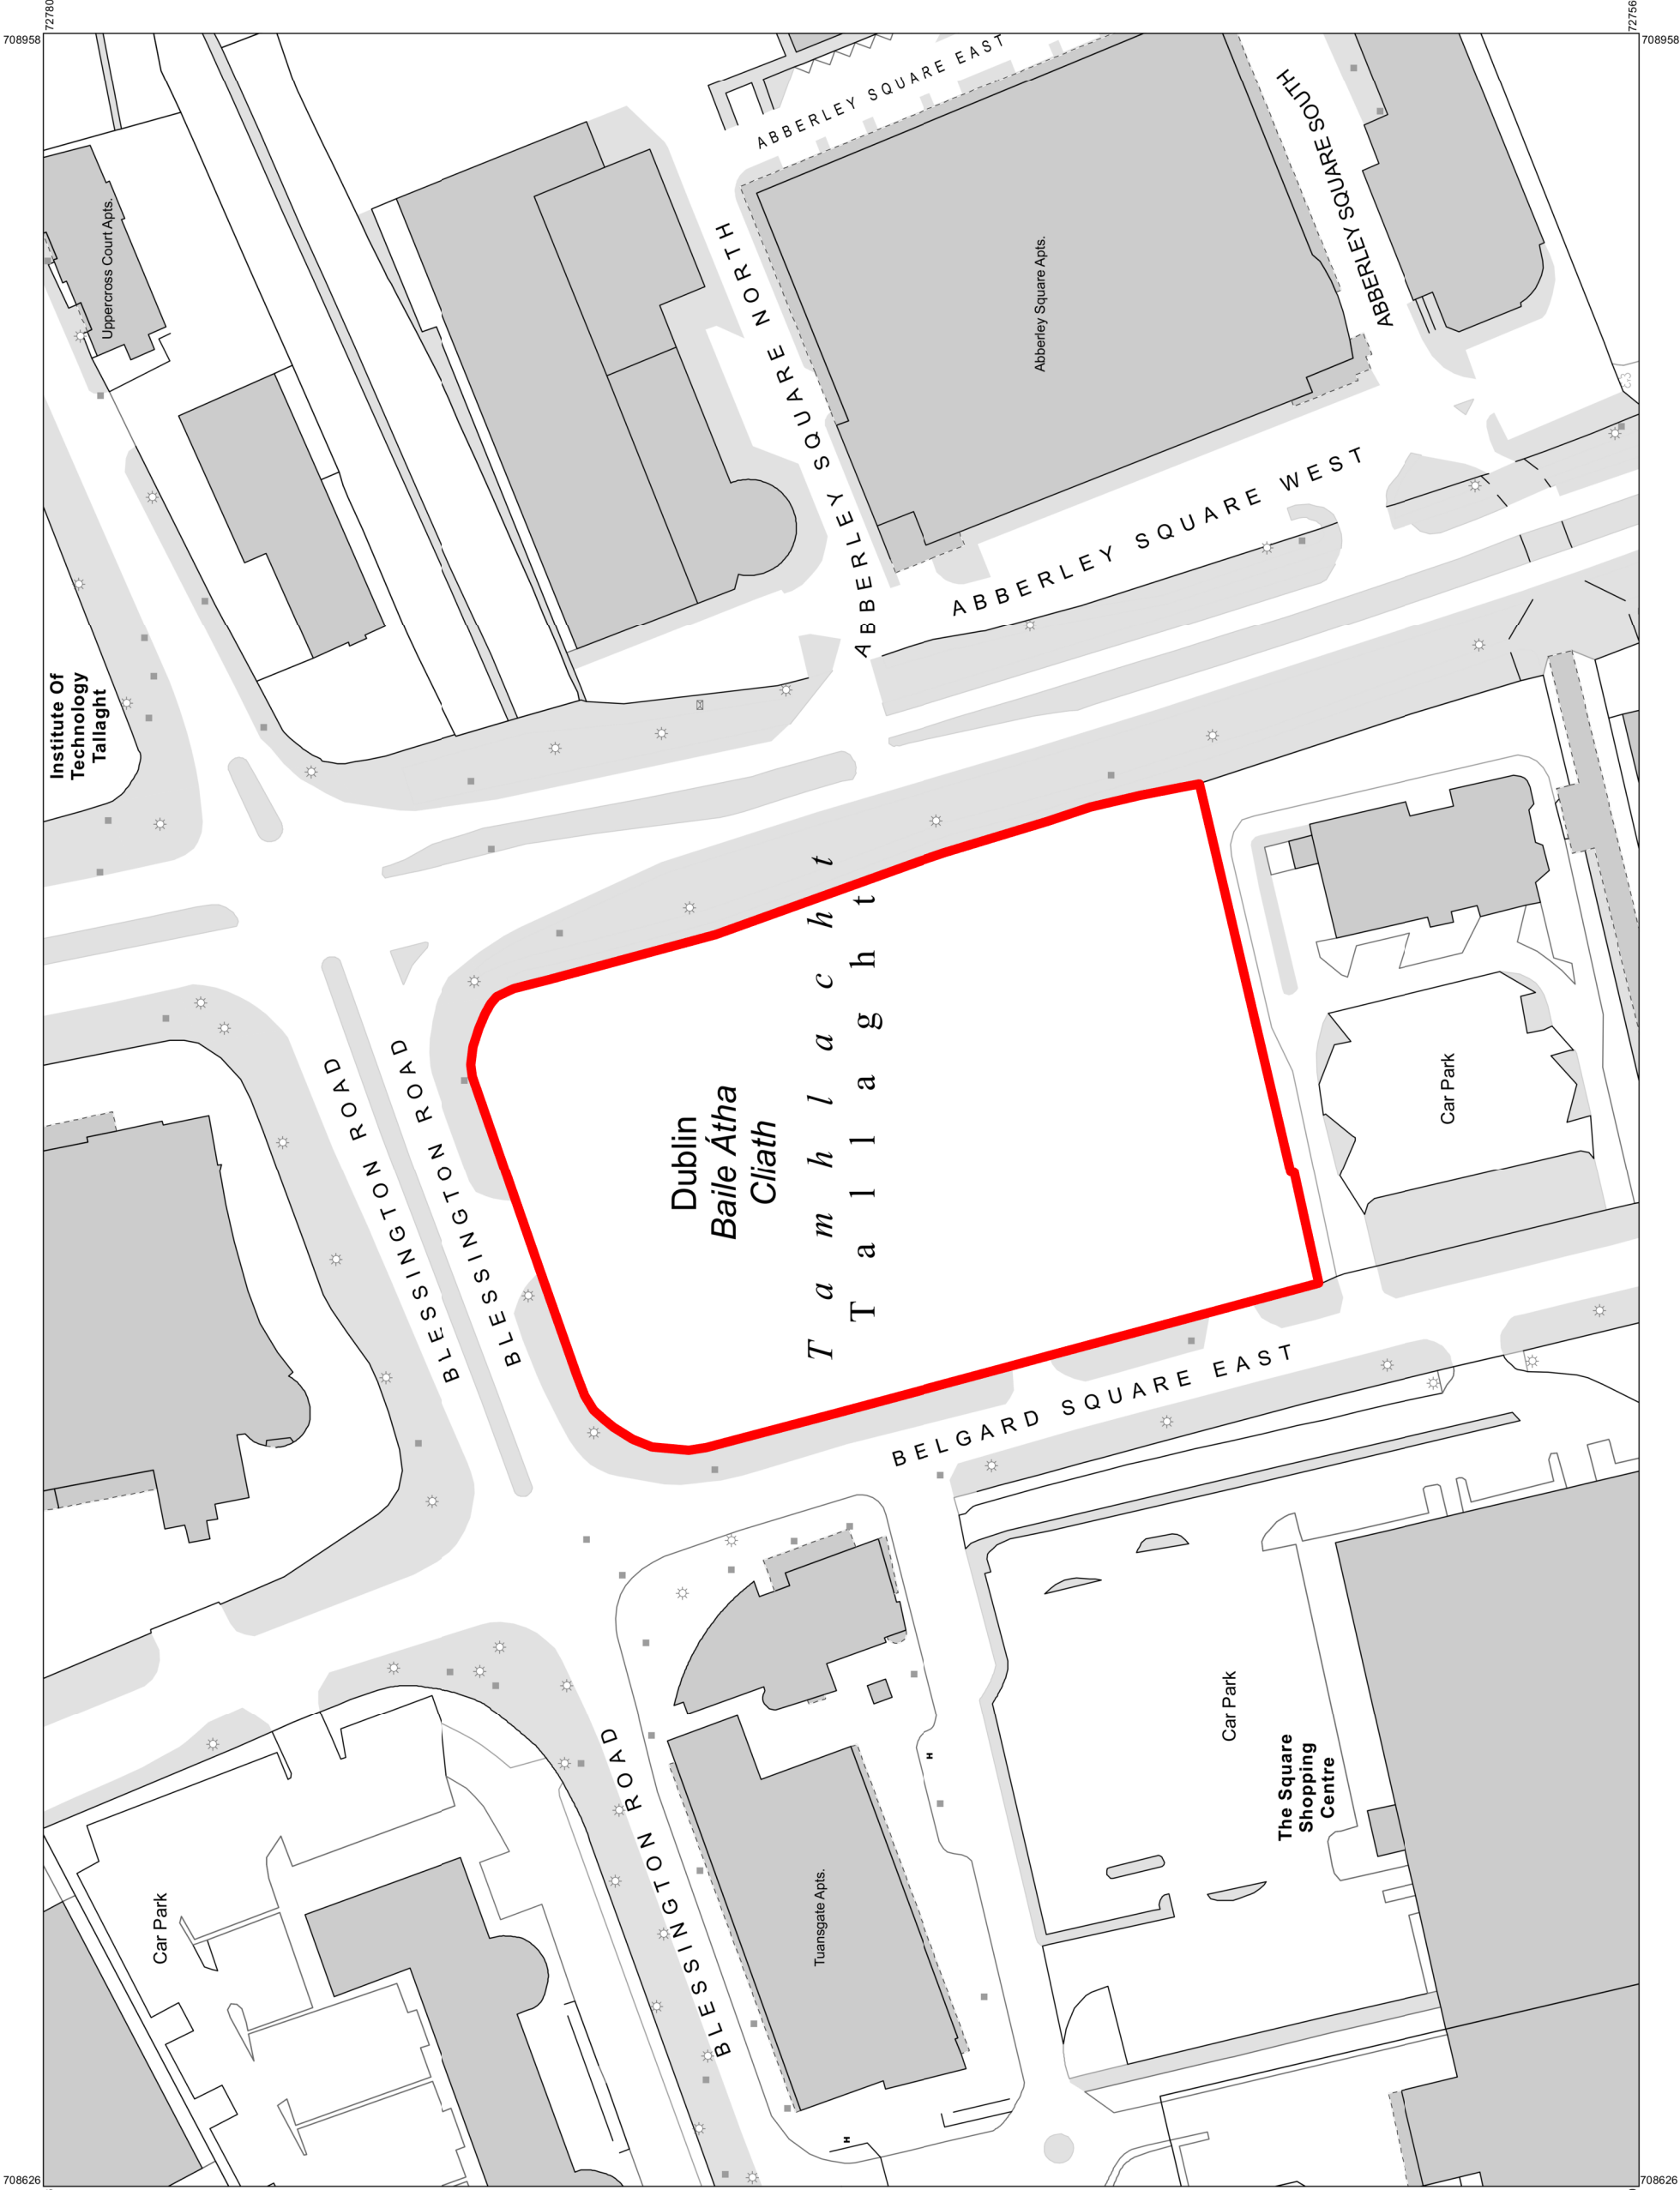 72780
72756
708958
708958
ABBERLEY SQUARE EAST
ABBERLEY SQUARE SOUTH
Uppercross Court Apts.
ABBERLEY SQUARE NORTH
Abberley Square Apts.
ABBERLEY SQUARE WEST
Institute Of
Technology
Tallaght
BLESSINGTON ROAD
BLESSINGTON ROAD
Dublin
Baile Átha
Cliath
Tamhlacht
Tallaght
Car Park
BELGARD SQUARE EAST
Car Park
The Square
Shopping
Centre
BLESSINGTON ROAD
Tuansgate Apts.
Car Park
H
H
708626
708626